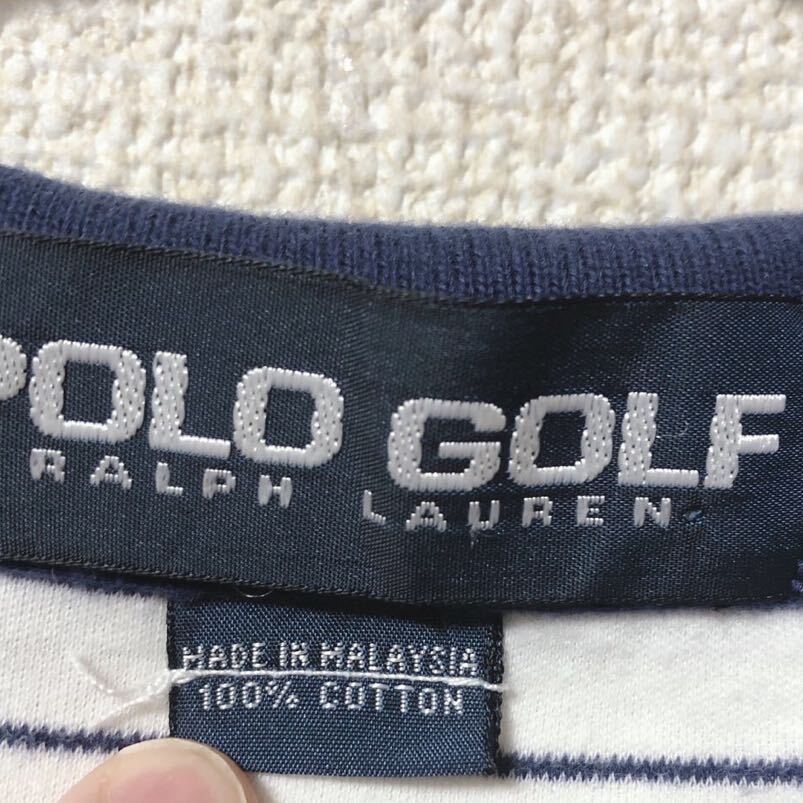 POLO GOLF
RALPH LAUREN
MADE IN MALAYSIA
100% COTTON